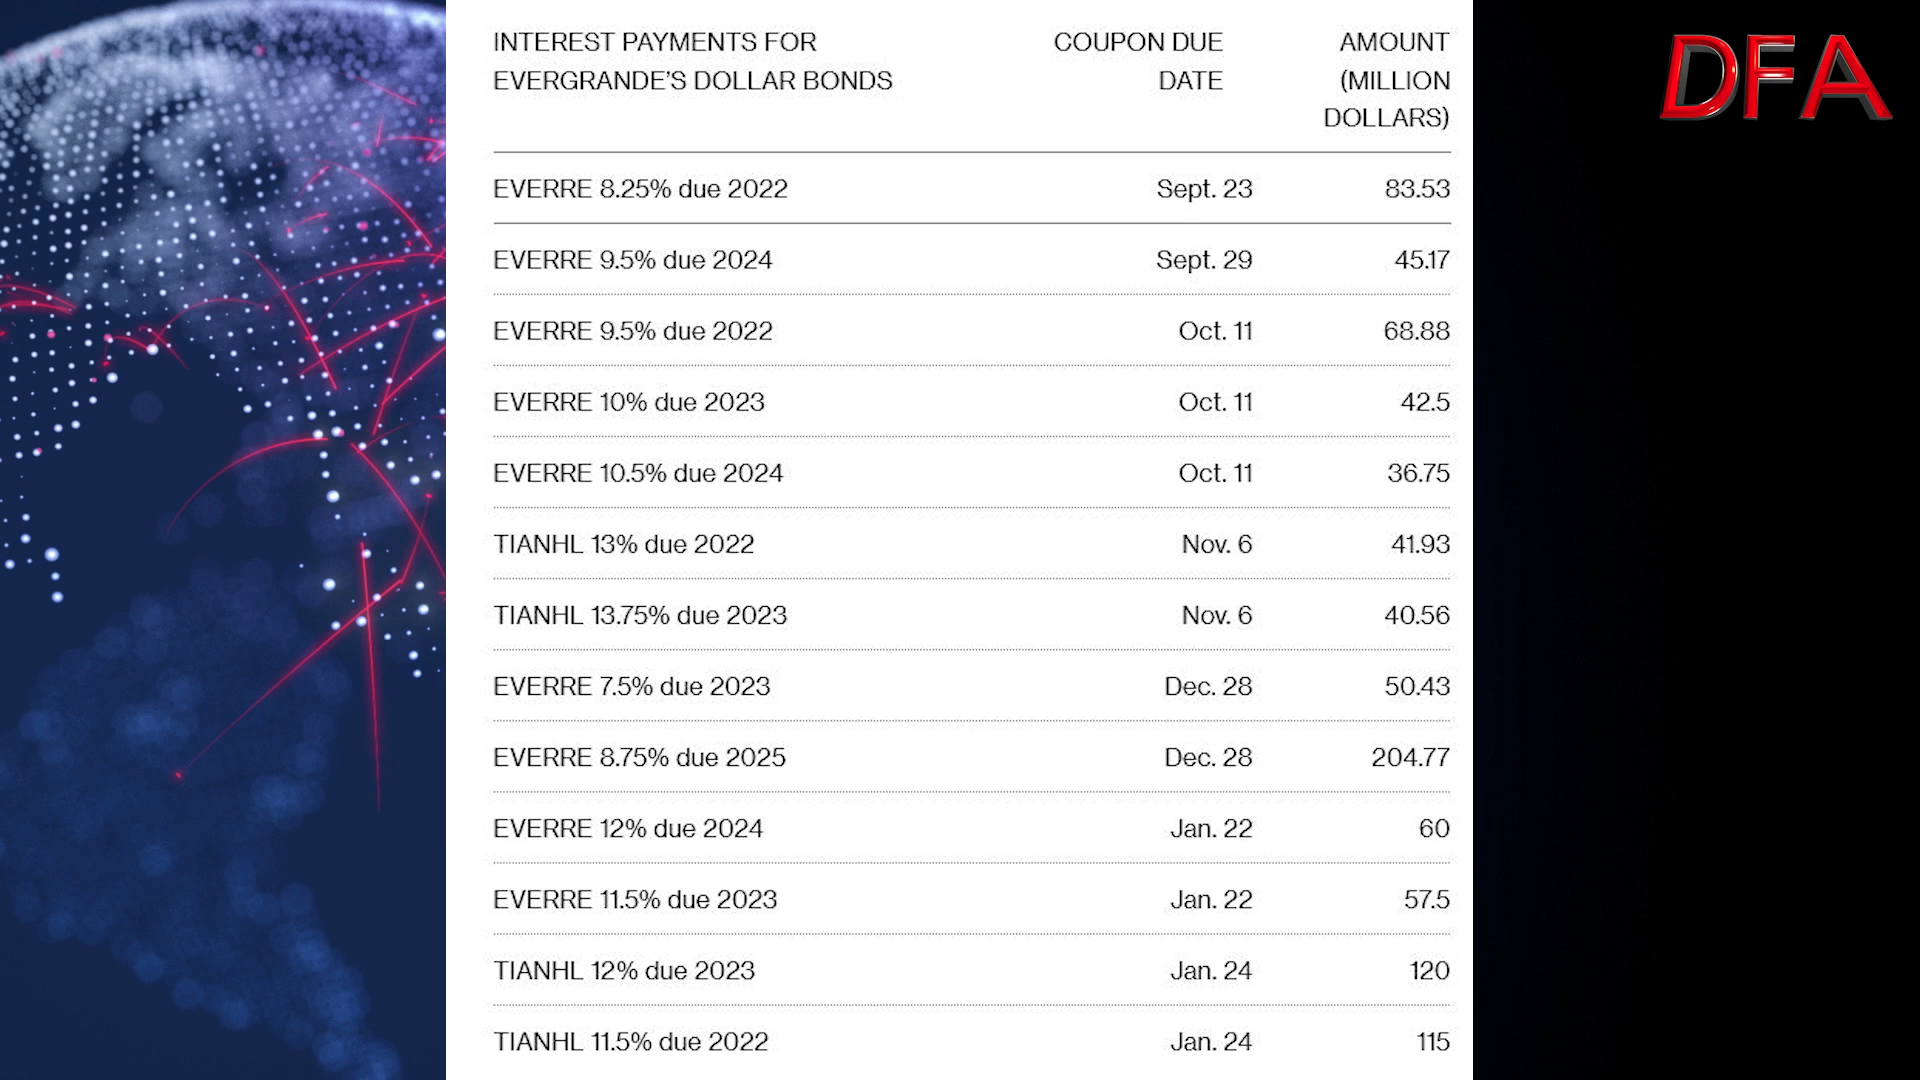 INTEREST PAYMENTS FOR EVERGRANDE’S DOLLAR BONDS COUPON DUE DATE AMOUNT (MILLION DOLLARS)
DFA
EVERRE 8.25% due 2022 Sept. 23 83.53
EVERRE 9.5% due 2024 Sept. 29 45.17
EVERRE 9.5% due 2022 Oct. 11 68.88
EVERRE 10% due 2023 Oct. 11 42.5
EVERRE 10.5% due 2024 Oct. 11 36.75
TIANHL 13% due 2022 Nov. 6 41.93
TIANHL 13.75% due 2023 Nov. 6 40.56
EVERRE 7.5% due 2023 Dec. 28 50.43
EVERRE 8.75% due 2025 Dec. 28 204.77
EVERRE 12% due 2024 Jan. 22 60
EVERRE 11.5% due 2023 Jan. 22 57.5
TIANHL 12% due 2023 Jan. 24 120
TIANHL 11.5% due 2022 Jan. 24 115